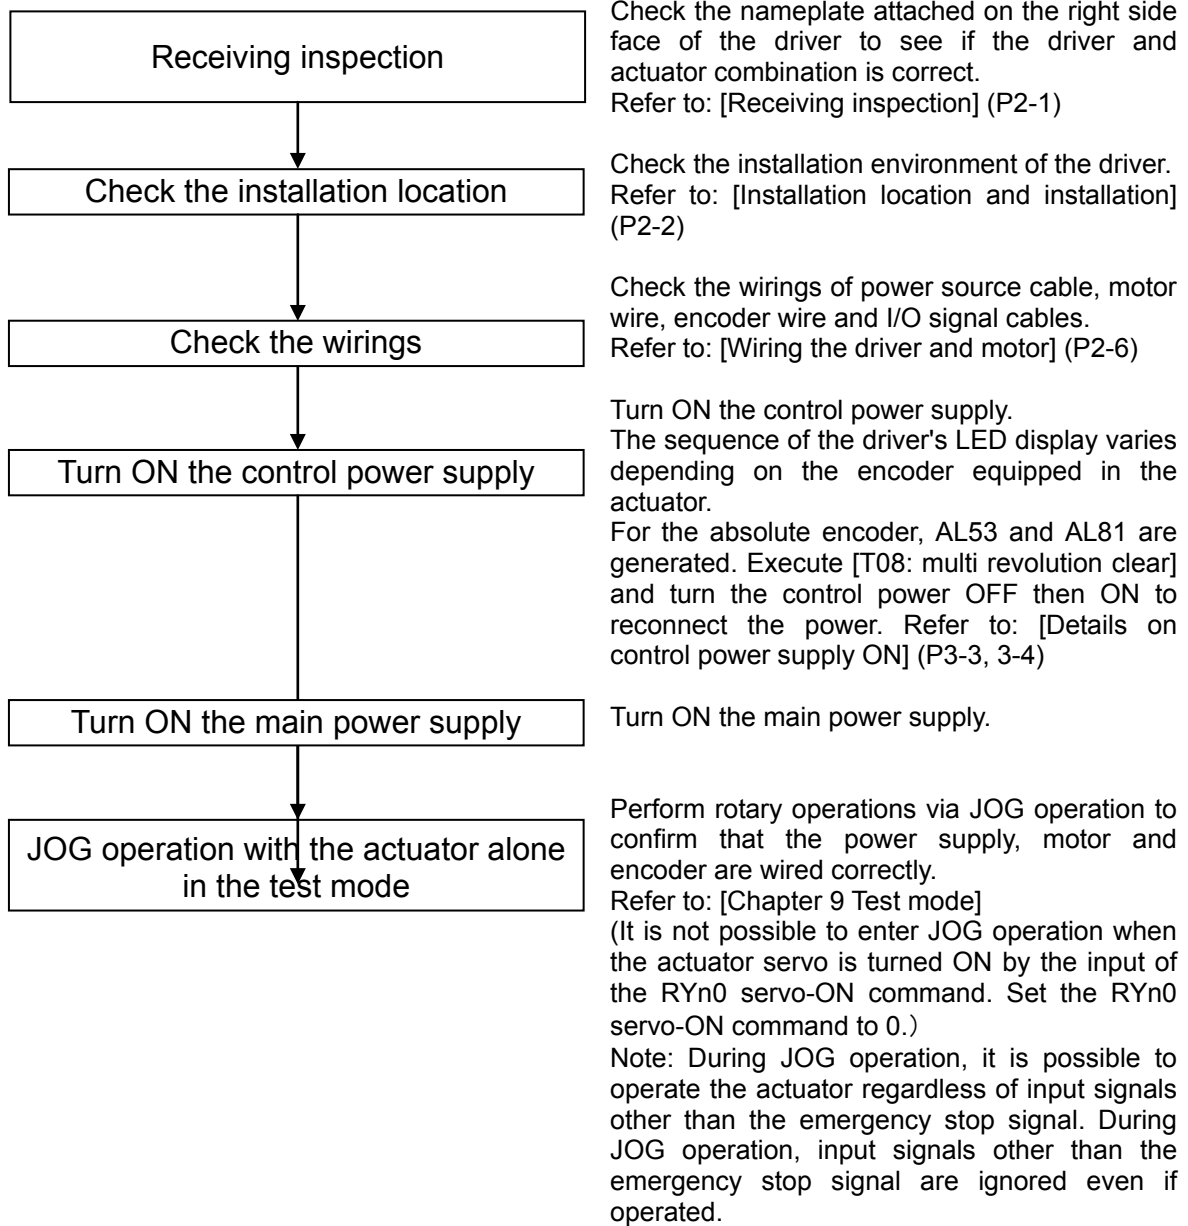 Receiving inspection
Check the nameplate attached on the right side
face of the driver to see if the driver and
actuator combination is correct.
Refer to: [Receiving inspection] (P2-1)
Check the installation location
Check the installation environment of the driver.
Refer to: [Installation location and installation]
(P2-2)
Check the wirings
Check the wirings of power source cable, motor
wire, encoder wire and I/O signal cables.
Refer to: [Wiring the driver and motor] (P2-6)
Turn ON the control power supply
Turn ON the control power supply.
The sequence of the driver's LED display varies
depending on the encoder equipped in the
actuator.
For the absolute encoder, AL53 and AL81 are
generated. Execute [T08: multi revolution clear]
and turn the control power OFF then ON to
reconnect the power. Refer to: [Details on
control power supply ON] (P3-3, 3-4)
Turn ON the main power supply
Turn ON the main power supply.
JOG operation with the actuator alone
in the test mode
Perform rotary operations via JOG operation to
confirm that the power supply, motor and
encoder are wired correctly.
Refer to: [Chapter 9 Test mode]
(It is not possible to enter JOG operation when
the actuator servo is turned ON by the input of
the RYn0 servo-ON command. Set the RYn0
servo-ON command to 0.）
Note: During JOG operation, it is possible to
operate the actuator regardless of input signals
other than the emergency stop signal. During
JOG operation, input signals other than the
emergency stop signal are ignored even if
operated.